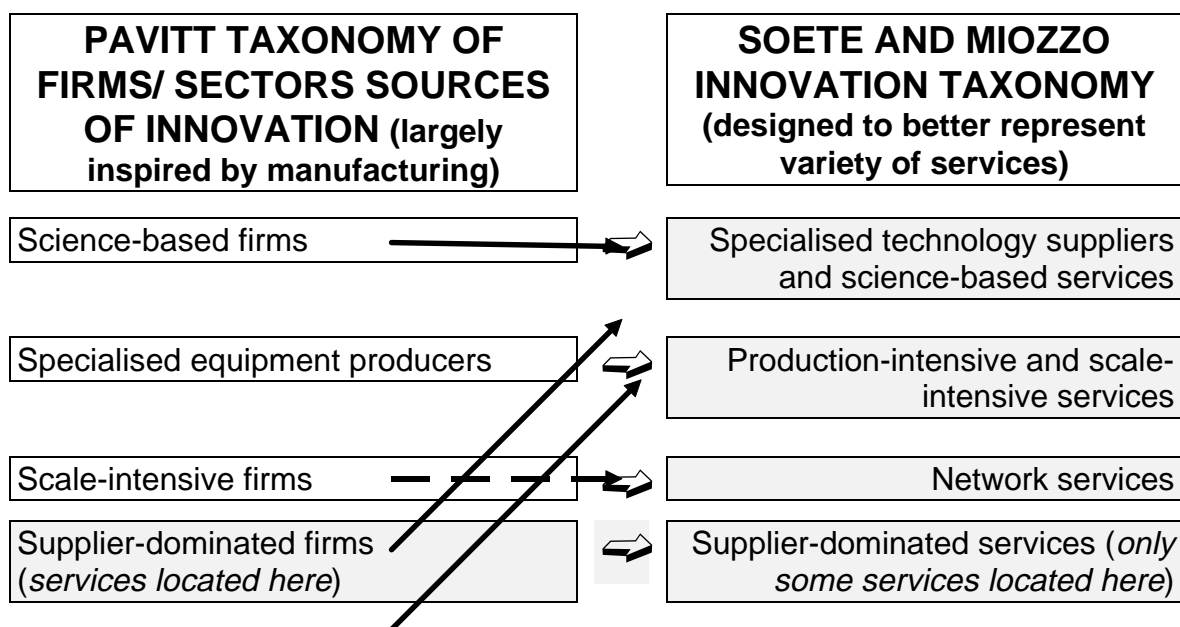 PAVITT TAXONOMY OF
FIRMS/ SECTORS SOURCES
OF INNOVATION (largely
inspired by manufacturing)
SOETE AND MIOZZO
INNOVATION TAXONOMY
(designed to better represent
variety of services)
Science-based firms
Specialised technology suppliers
and science-based services
Specialised equipment producers
Production-intensive and scale-
intensive services
Scale-intensive firms
Network services
Supplier-dominated firms
(services located here)
Supplier-dominated services (only
some services located here)